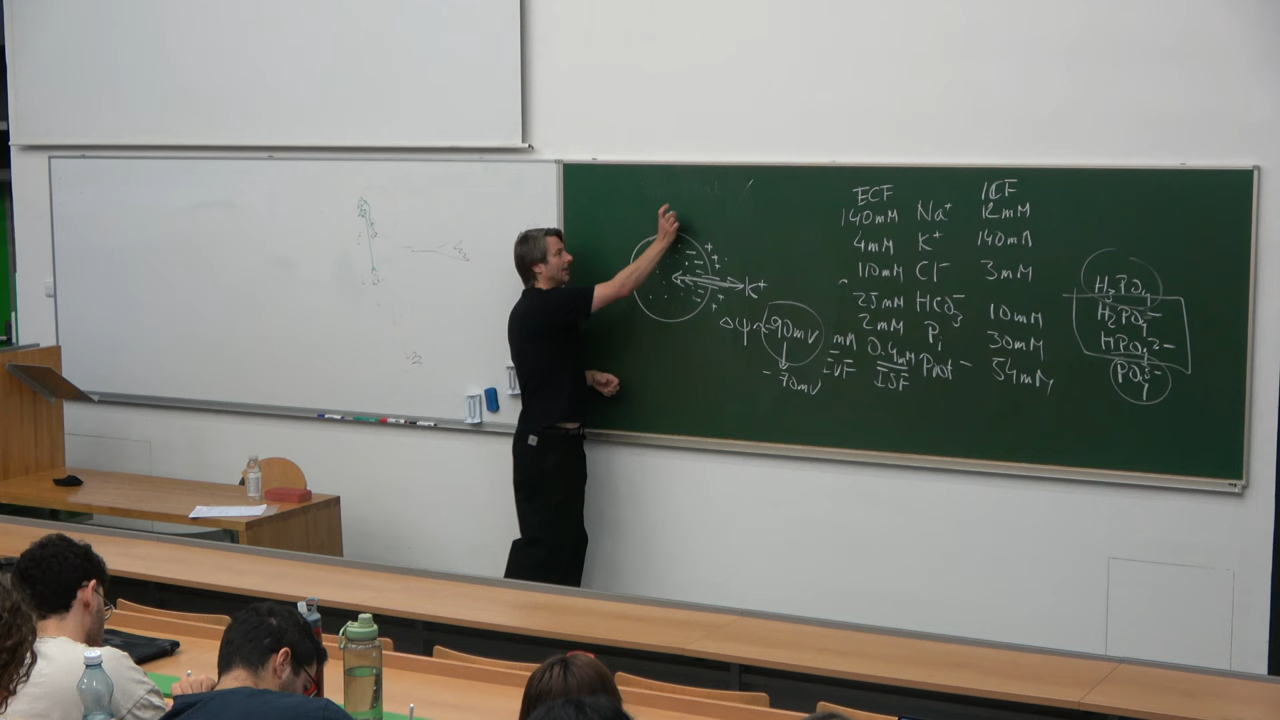 ECF ICF
140mM Na⁺ 12mM
4mM K⁺ 140mM
110mM Cl⁻ 3mM
25mM HCO₃⁻ 10mM
2mM Pᵢ 30mM
mM 0.4mM Prot⁻ 54mM
IVF ISF
K⁺
ΔΨ ~ -90mV
-70mV
H₃PO₄
H₂PO₄⁻
HPO₄²⁻
PO₄³⁻